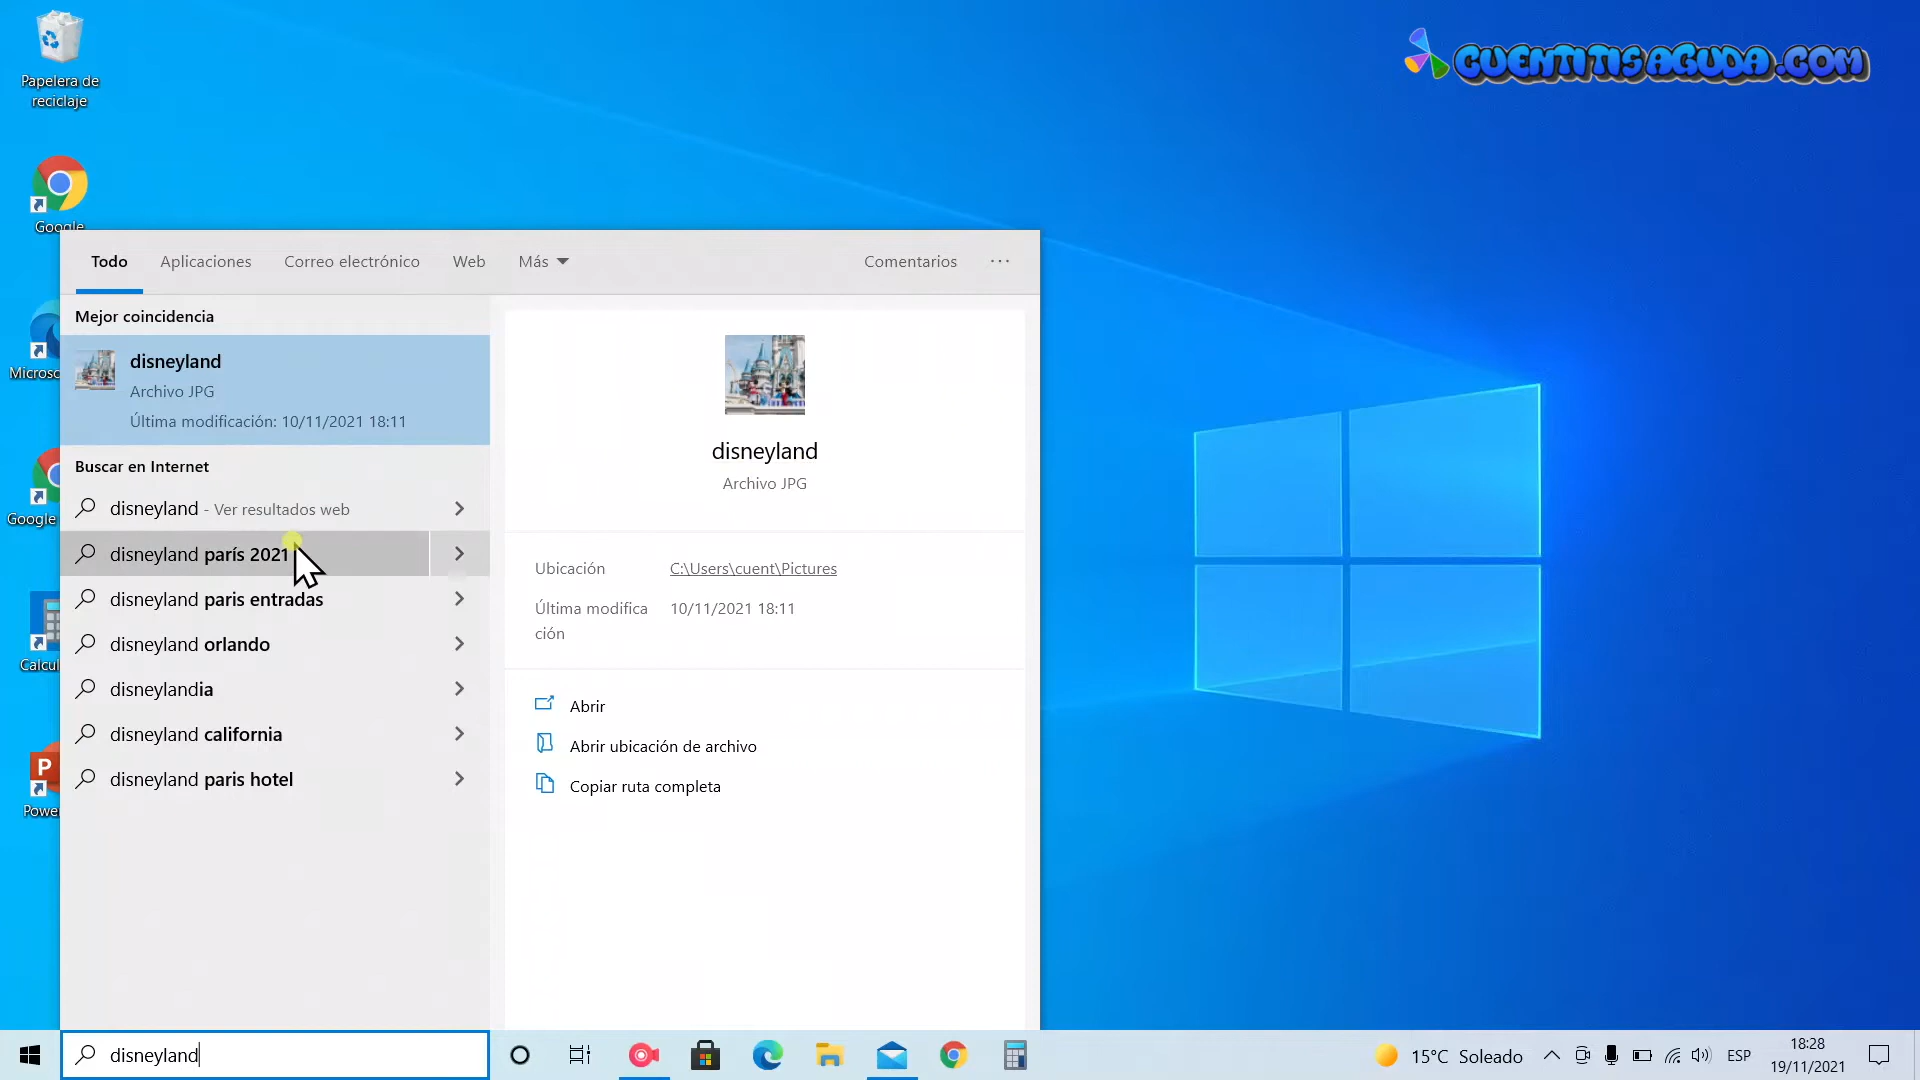 Papelera de
reciclaje
CUENTITISAGUDA.COM
Google
Microsc
Google
Calcul
P
Power
Todo
Aplicaciones
Correo electrónico
Web
Más
Comentarios
...
Mejor coincidencia
disneyland
Archivo JPG
Última modificación: 10/11/2021 18:11
Buscar en Internet
disneyland - Ver resultados web
disneyland parís 2021
disneyland paris entradas
disneyland orlando
disneylandia
disneyland california
disneyland paris hotel
disneyland
Archivo JPG
Ubicación
C:\Users\cuent\Pictures
Última modifica
ción
10/11/2021 18:11
Abrir
Abrir ubicación de archivo
Copiar ruta completa
disneyland
15°C Soleado
ESP
18:28
19/11/2021